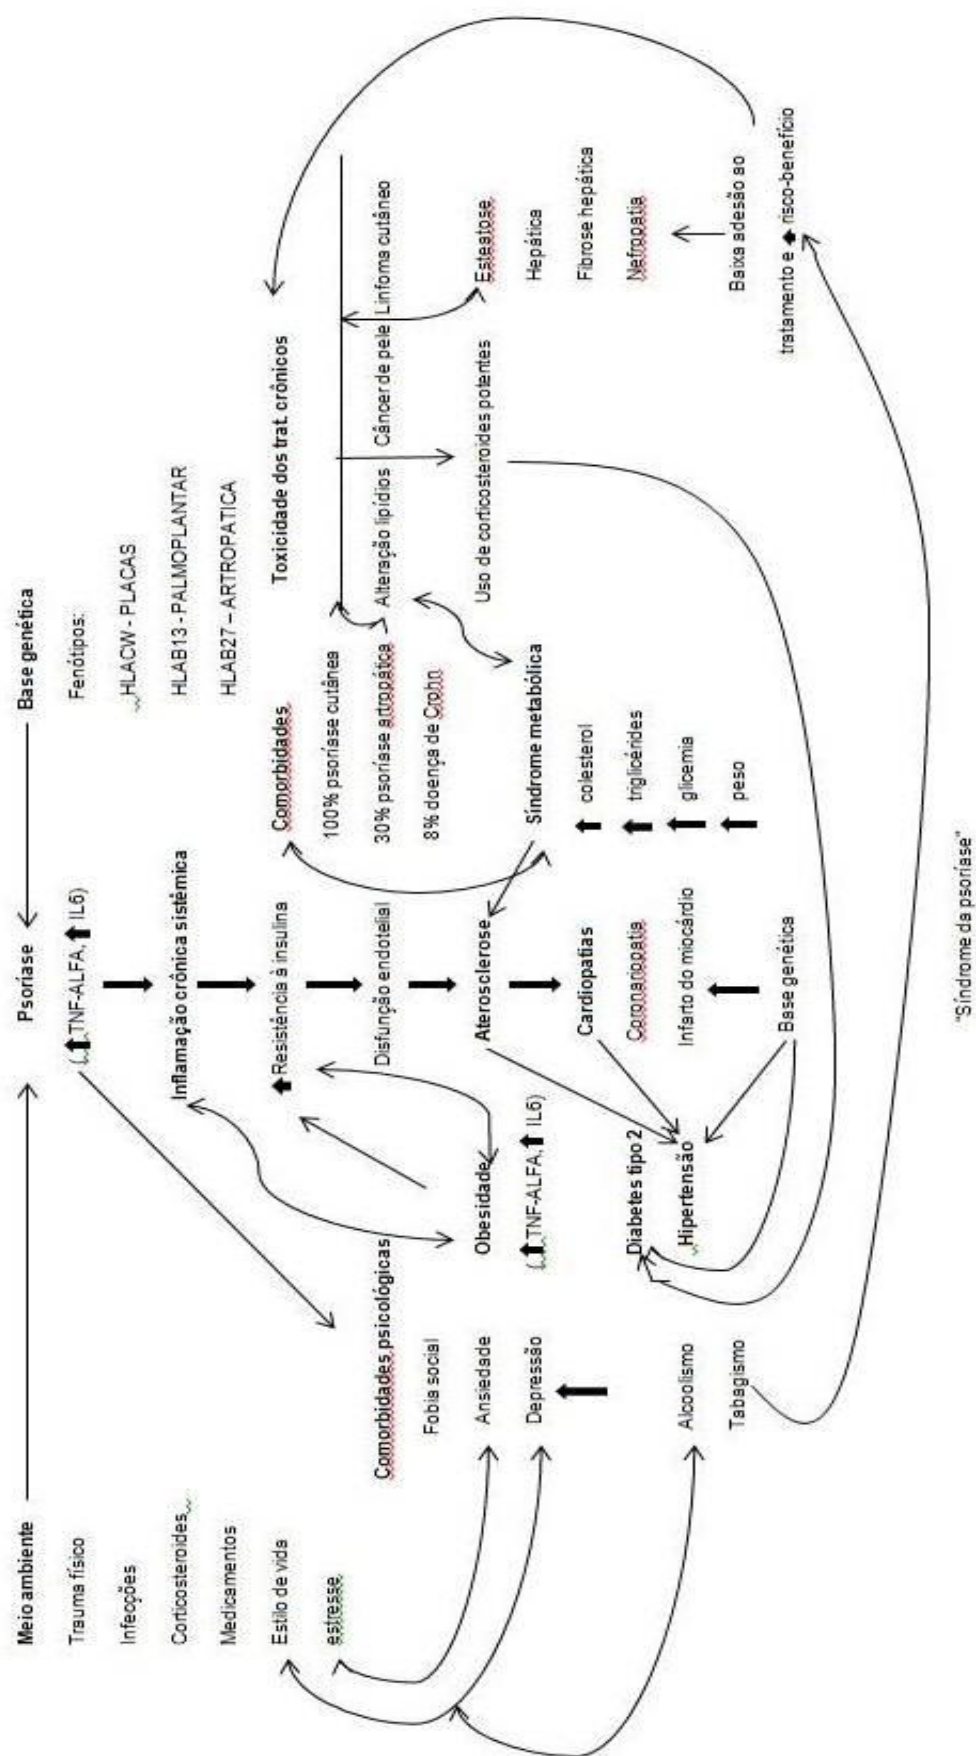 Meio ambiente
Trauma físico
Infecções
Corticosteroides
Medicamentos
Estilo de vida
estresse
Psoríase
(TNF-ALFA, IL6)
Inflamação crônica sistêmica
Resistência à insulina
Disfunção endotelial
Aterosclerose
Cardiopatias
Coronariopatia
Infarto do miocárdio
Base genética
Base genética
Fenótipos:
HLACW - PLACAS
HLAB13 - PALMOPLANTAR
HLAB27 – ARTROPATICA
Comorbidades psicológicas
Fobia social
Ansiedade
Depressão
Alcoolismo
Tabagismo
Obesidade
(TNF-ALFA, IL6)
Diabetes tipo 2
Hipertensão
Comorbidades
100% psoríase cutânea
30% psoríase artropática
8% doença de Crohn
Síndrome metabólica
colesterol
triglicérides
glicemia
peso
Toxicidade dos trat. crônicos
Alteração lipídios Câncer de pele Linfoma cutâneo
Uso de corticosteroides potentes
Esteatose
Hepática
Fibrose hepática
Nefropatia
Baixa adesão ao
tratamento e risco-benefício
"Síndrome da psoríase"